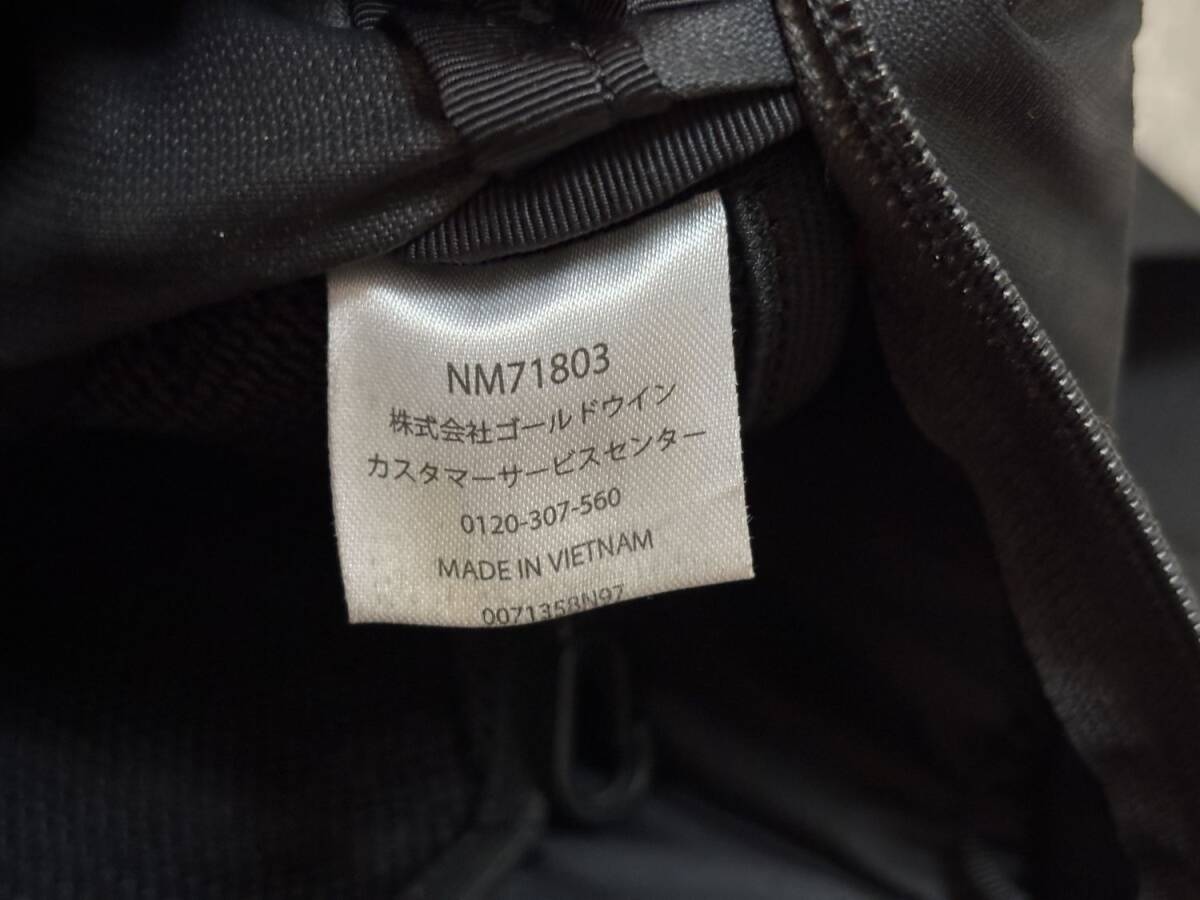 NM71803
株式会社ゴールドウイン
カスタマーサービスセンター
0120-307-560
MADE IN VIETNAM
0071358N97